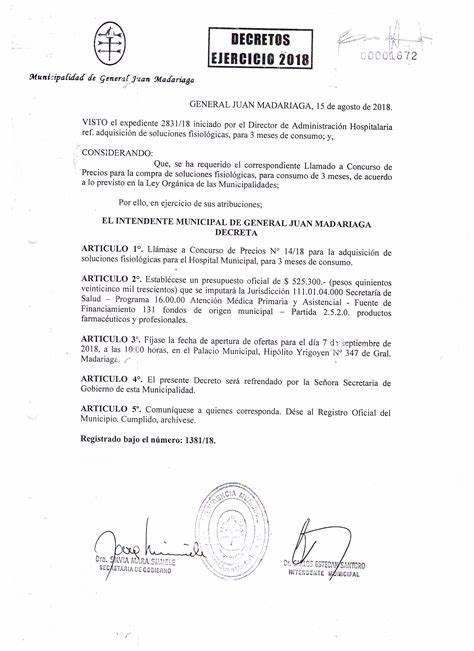 DECRETOS
EJERCICIO 2018
00001672
Municipalidad de General Juan Madariaga
GENERAL JUAN MADARIAGA, 15 de agosto de 2018.
VISTO el expediente 2831/18 iniciado por el Director de Administración Hospitalaria
ref. adquisición de soluciones fisiológicas, para 3 meses de consumo; y,
CONSIDERANDO:
Que, se ha requerido el correspondiente Llamado a Concurso de
Precios para la compra de soluciones fisiológicas, para consumo de 3 meses, de acuerdo
a lo previsto en la Ley Orgánica de las Municipalidades;
Por ello, en ejercicio de sus atribuciones;
EL INTENDENTE MUNICIPAL DE GENERAL JUAN MADARIAGA
DECRETA
ARTICULO 1°. Llámase a Concurso de Precios N° 14/18 para la adquisición de
soluciones fisiológicas para el Hospital Municipal, para 3 meses de consumo.
ARTICULO 2°. Establécese un presupuesto oficial de $ 525.300.- (pesos quinientos
veinticinco mil trescientos) que se imputará la Jurisdicción 111.01.04.000 Secretaría de
Salud – Programa 16.00.00 Atención Médica Primaria y Asistencial - Fuente de
Financiamiento 131 fondos de origen municipal – Partida 2.5.2.0. productos
farmacéuticos y profesionales.
ARTICULO 3°. Fíjase la fecha de apertura de ofertas para el día 7 de septiembre de
2018, a las 10:00 horas, en el Palacio Municipal, Hipólito Yrigoyen N° 347 de Gral.
Madariaga.
ARTICULO 4°. El presente Decreto será refrendado por la Señora Secretaria de
Gobierno de esta Municipalidad.
ARTICULO 5°. Comuníquese a quienes corresponda. Dése al Registro Oficial del
Municipio. Cumplido, archívese.
Registrado bajo el número: 1381/18.
INTENDENCIA MUNICIPAL
Dra. SILVIA MARA SIMIELE
SECRETARIA DE GOBIERNO
Dr. CARLOS ESTEBAN SANTORO
INTENDENTE MUNICIPAL